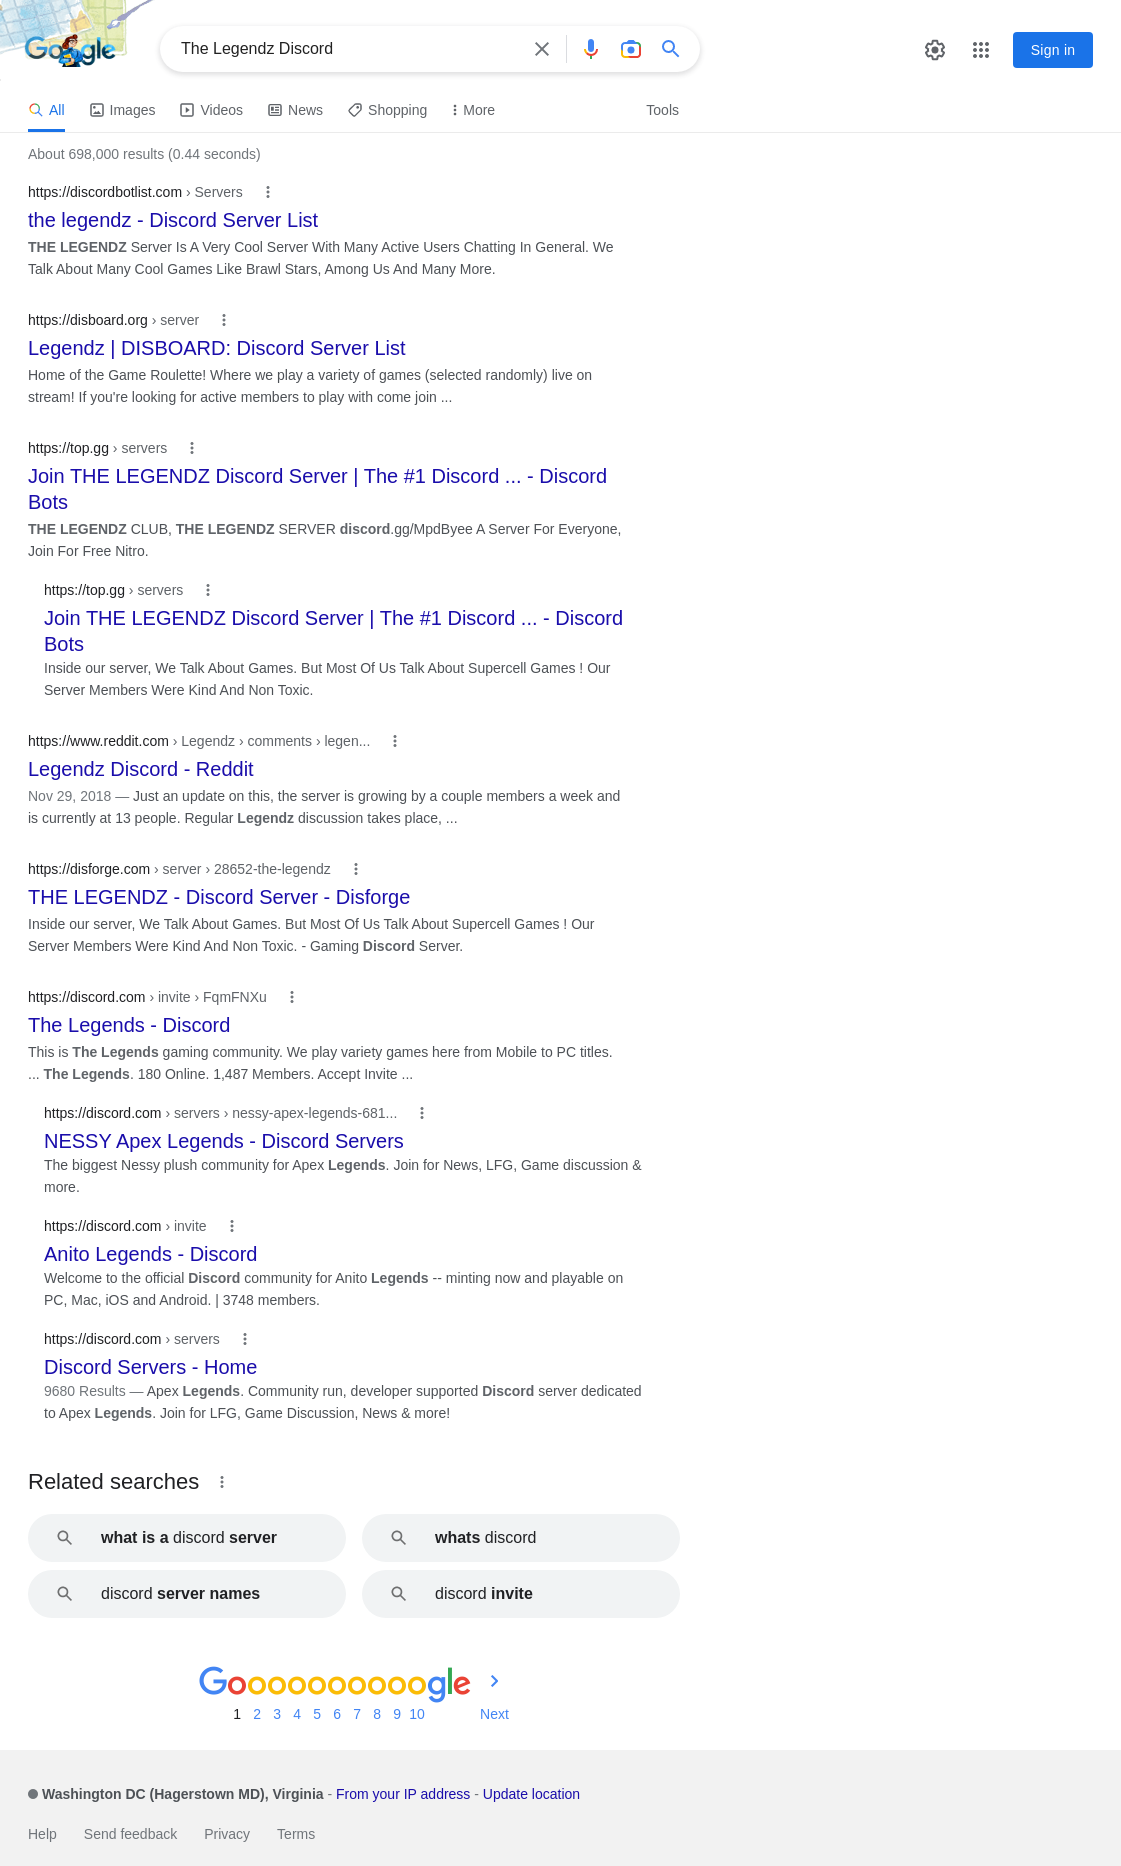 Google
The Legendz Discord
Sign in
All
Images
Videos
News
Shopping
More
Tools
About 698,000 results (0.44 seconds)
https://discordbotlist.com › Servers
the legendz - Discord Server List
THE LEGENDZ Server Is A Very Cool Server With Many Active Users Chatting In General. We
Talk About Many Cool Games Like Brawl Stars, Among Us And Many More.
https://disboard.org › server
Legendz | DISBOARD: Discord Server List
Home of the Game Roulette! Where we play a variety of games (selected randomly) live on
stream! If you're looking for active members to play with come join ...
https://top.gg › servers
Join THE LEGENDZ Discord Server | The #1 Discord ... - Discord
Bots
THE LEGENDZ CLUB, THE LEGENDZ SERVER discord.gg/MpdByee A Server For Everyone,
Join For Free Nitro.
https://top.gg › servers
Join THE LEGENDZ Discord Server | The #1 Discord ... - Discord
Bots
Inside our server, We Talk About Games. But Most Of Us Talk About Supercell Games ! Our
Server Members Were Kind And Non Toxic.
https://www.reddit.com › Legendz › comments › legen...
Legendz Discord - Reddit
Nov 29, 2018 — Just an update on this, the server is growing by a couple members a week and
is currently at 13 people. Regular Legendz discussion takes place, ...
https://disforge.com › server › 28652-the-legendz
THE LEGENDZ - Discord Server - Disforge
Inside our server, We Talk About Games. But Most Of Us Talk About Supercell Games ! Our
Server Members Were Kind And Non Toxic. - Gaming Discord Server.
https://discord.com › invite › FqmFNXu
The Legends - Discord
This is The Legends gaming community. We play variety games here from Mobile to PC titles.
... The Legends. 180 Online. 1,487 Members. Accept Invite ...
https://discord.com › servers › nessy-apex-legends-681...
NESSY Apex Legends - Discord Servers
The biggest Nessy plush community for Apex Legends. Join for News, LFG, Game discussion &
more.
https://discord.com › invite
Anito Legends - Discord
Welcome to the official Discord community for Anito Legends -- minting now and playable on
PC, Mac, iOS and Android. | 3748 members.
https://discord.com › servers
Discord Servers - Home
9680 Results — Apex Legends. Community run, developer supported Discord server dedicated
to Apex Legends. Join for LFG, Game Discussion, News & more!
Related searches
what is a discord server
whats discord
discord server names
discord invite
Goooooooooogle
1 2 3 4 5 6 7 8 9 10 Next
Washington DC (Hagerstown MD), Virginia - From your IP address - Update location
Help Send feedback Privacy Terms